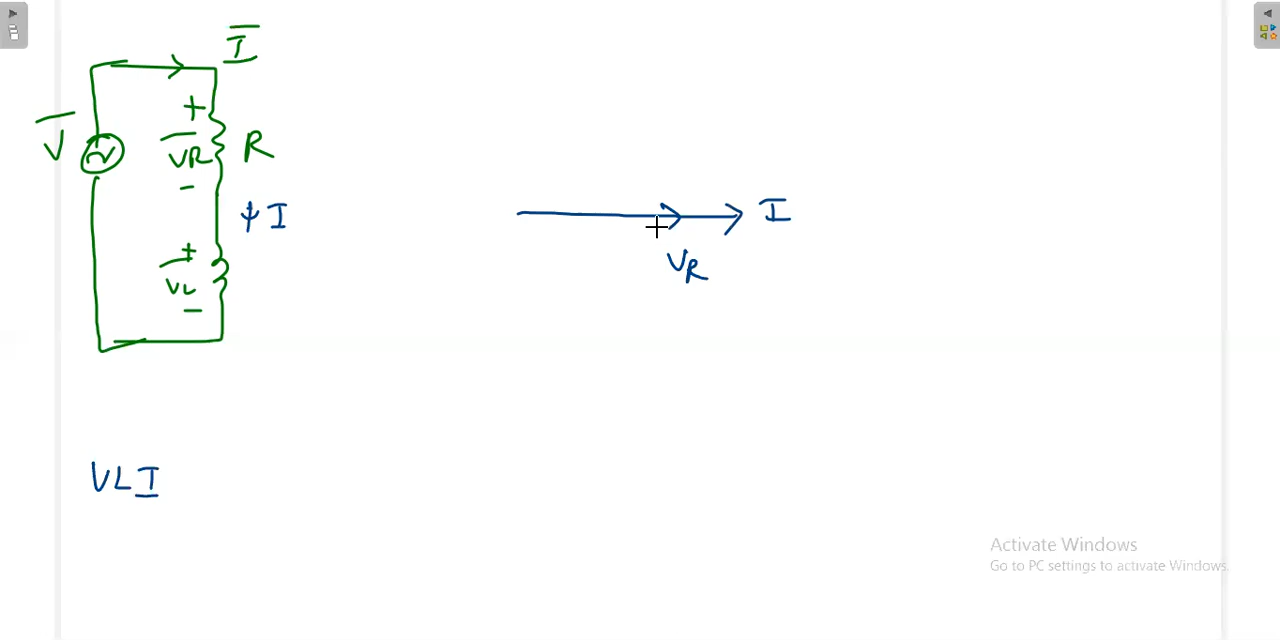 I
V
+
VR
R
-
I
I
+
VR
VL
-
VLI
Activate Windows
Go to PC settings to activate Windows.